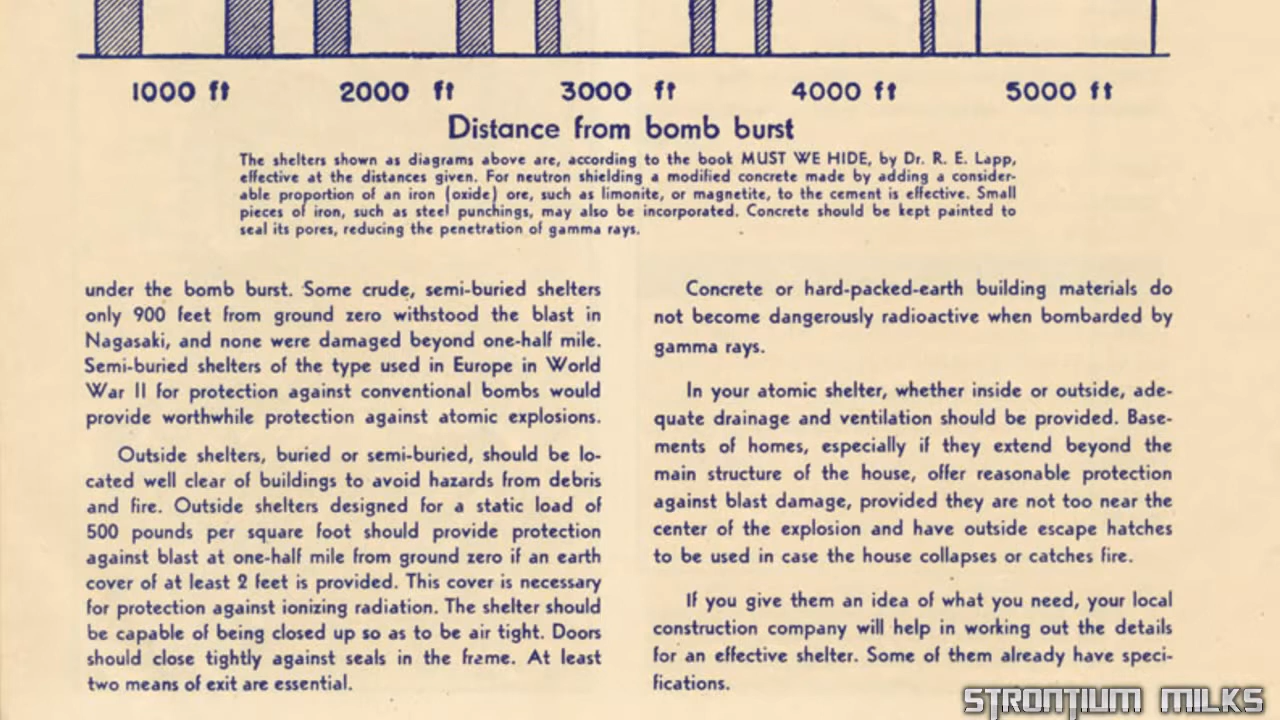 1000 ft 2000 ft 3000 ft 4000 ft 5000 ft
Distance from bomb burst
The shelters shown as diagrams above are, according to the book MUST WE HIDE, by Dr. R. E. Lapp,
effective at the distances given. For neutron shielding a modified concrete made by adding a consider-
able proportion of an iron (oxide) ore, such as limonite, or magnetite, to the cement is effective. Small
pieces of iron, such as steel punchings, may also be incorporated. Concrete should be kept painted to
seal its pores, reducing the penetration of gamma rays.
under the bomb burst. Some crude, semi-buried shelters
only 900 feet from ground zero withstood the blast in
Nagasaki, and none were damaged beyond one-half mile.
Semi-buried shelters of the type used in Europe in World
War II for protection against conventional bombs would
provide worthwhile protection against atomic explosions.
Outside shelters, buried or semi-buried, should be lo-
cated well clear of buildings to avoid hazards from debris
and fire. Outside shelters designed for a static load of
500 pounds per square foot should provide protection
against blast at one-half mile from ground zero if an earth
cover of at least 2 feet is provided. This cover is necessary
for protection against ionizing radiation. The shelter should
be capable of being closed up so as to be air tight. Doors
should close tightly against seals in the frame. At least
two means of exit are essential.
Concrete or hard-packed-earth building materials do
not become dangerously radioactive when bombarded by
gamma rays.
In your atomic shelter, whether inside or outside, ade-
quate drainage and ventilation should be provided. Base-
ments of homes, especially if they extend beyond the
main structure of the house, offer reasonable protection
against blast damage, provided they are not too near the
center of the explosion and have outside escape hatches
to be used in case the house collapses or catches fire.
If you give them an idea of what you need, your local
construction company will help in working out the details
for an effective shelter. Some of them already have speci-
fications.
STRONTIUM MILKS